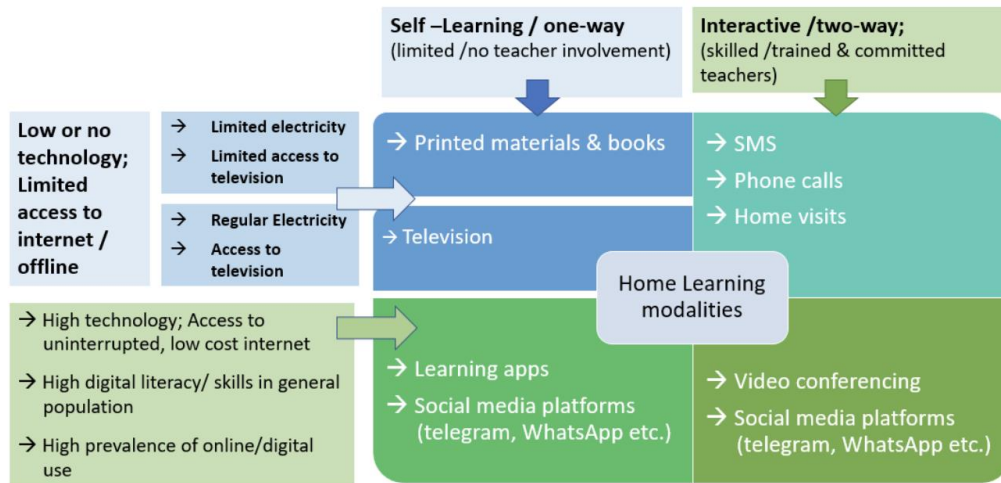 Self –Learning / one-way
(limited /no teacher involvement)
Interactive /two-way;
(skilled /trained & committed
teachers)
Low or no
technology;
Limited
access to
internet /
offline
→ Limited electricity
→ Limited access to
television
→ Regular Electricity
→ Access to
television
→ Printed materials & books
→ Television
→ SMS
→ Phone calls
→ Home visits
Home Learning
modalities
→ High technology; Access to
uninterrupted, low cost internet
→ High digital literacy/ skills in general
population
→ High prevalence of online/digital
use
→ Learning apps
→ Social media platforms
(telegram, WhatsApp etc.)
→ Video conferencing
→ Social media platforms
(telegram, WhatsApp etc.)